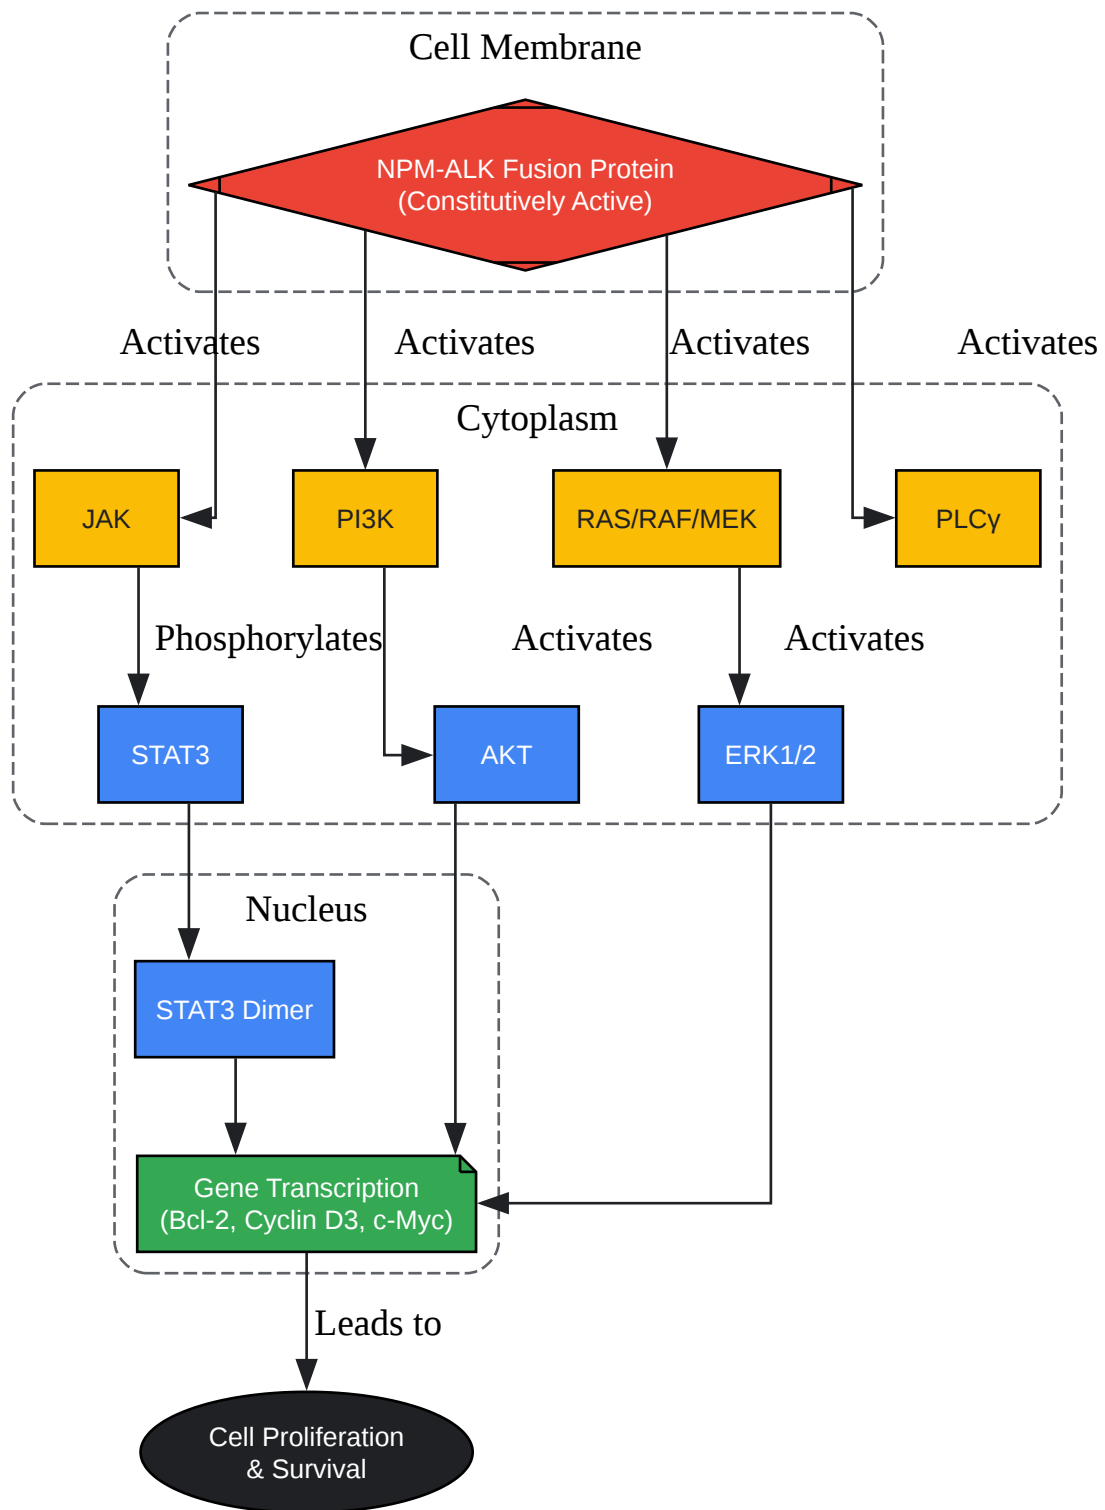 Cell Membrane
NPM-ALK Fusion Protein
(Constitutively Active)
Activates
Activates
Activates
Activates
Cytoplasm
JAK
PI3K
RAS/RAF/MEK
PLCγ
Phosphorylates
Activates
Activates
STAT3
AKT
ERK1/2
Nucleus
STAT3 Dimer
Gene Transcription
(Bcl-2, Cyclin D3, c-Myc)
Leads to
Cell Proliferation
& Survival